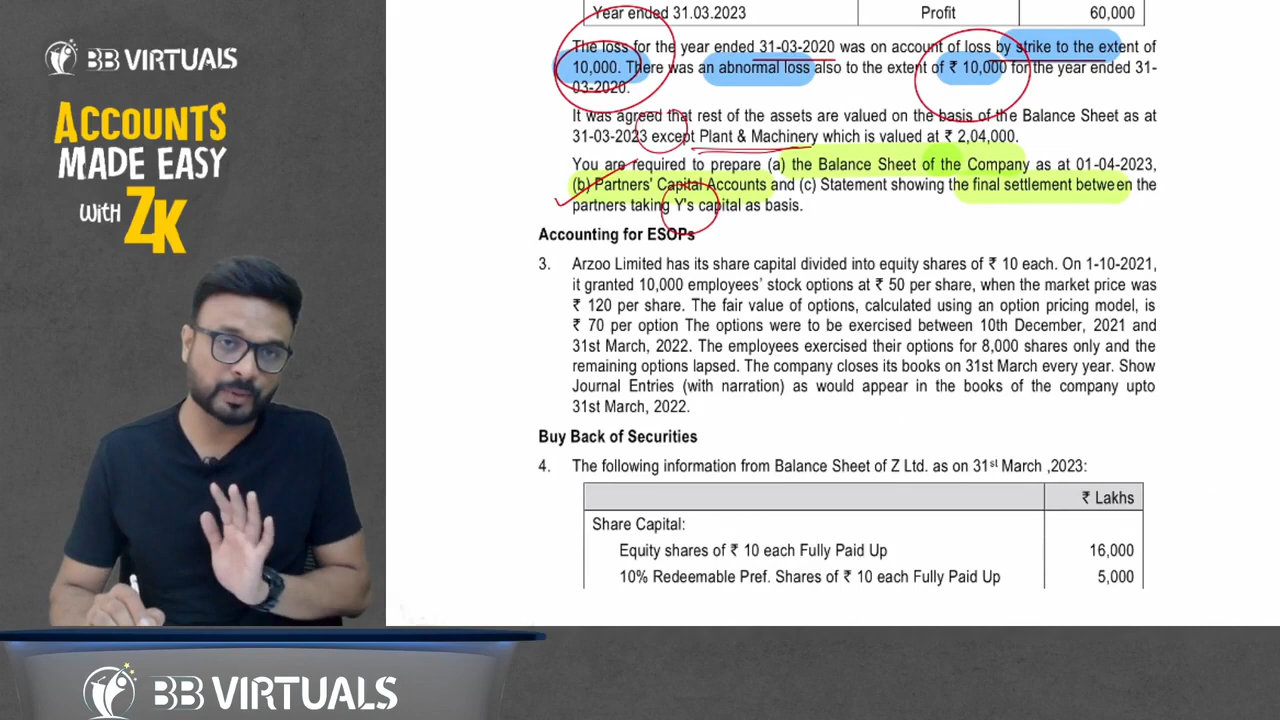 BB VIRTUALS
ACCOUNTS
MADE EASY
WITH ZK
Year ended 31.03.2023 Profit 60,000
The loss for the year ended 31-03-2020 was on account of loss by strike to the extent of
10,000. There was an abnormal loss also to the extent of ₹ 10,000 for the year ended 31-
03-2020.
It was agreed that rest of the assets are valued on the basis of the Balance Sheet as at
31-03-2023 except Plant & Machinery which is valued at ₹ 2,04,000.
You are required to prepare (a) the Balance Sheet of the Company as at 01-04-2023,
(b) Partners' Capital Accounts and (c) Statement showing the final settlement between the
partners taking Y's capital as basis.
Accounting for ESOPs
3. Arzoo Limited has its share capital divided into equity shares of ₹ 10 each. On 1-10-2021,
it granted 10,000 employees' stock options at ₹ 50 per share, when the market price was
₹ 120 per share. The fair value of options, calculated using an option pricing model, is
₹ 70 per option The options were to be exercised between 10th December, 2021 and
31st March, 2022. The employees exercised their options for 8,000 shares only and the
remaining options lapsed. The company closes its books on 31st March every year. Show
Journal Entries (with narration) as would appear in the books of the company upto
31st March, 2022.
Buy Back of Securities
4. The following information from Balance Sheet of Z Ltd. as on 31st March ,2023:
₹ Lakhs
Share Capital:
Equity shares of ₹ 10 each Fully Paid Up 16,000
10% Redeemable Pref. Shares of ₹ 10 each Fully Paid Up 5,000
BB VIRTUALS